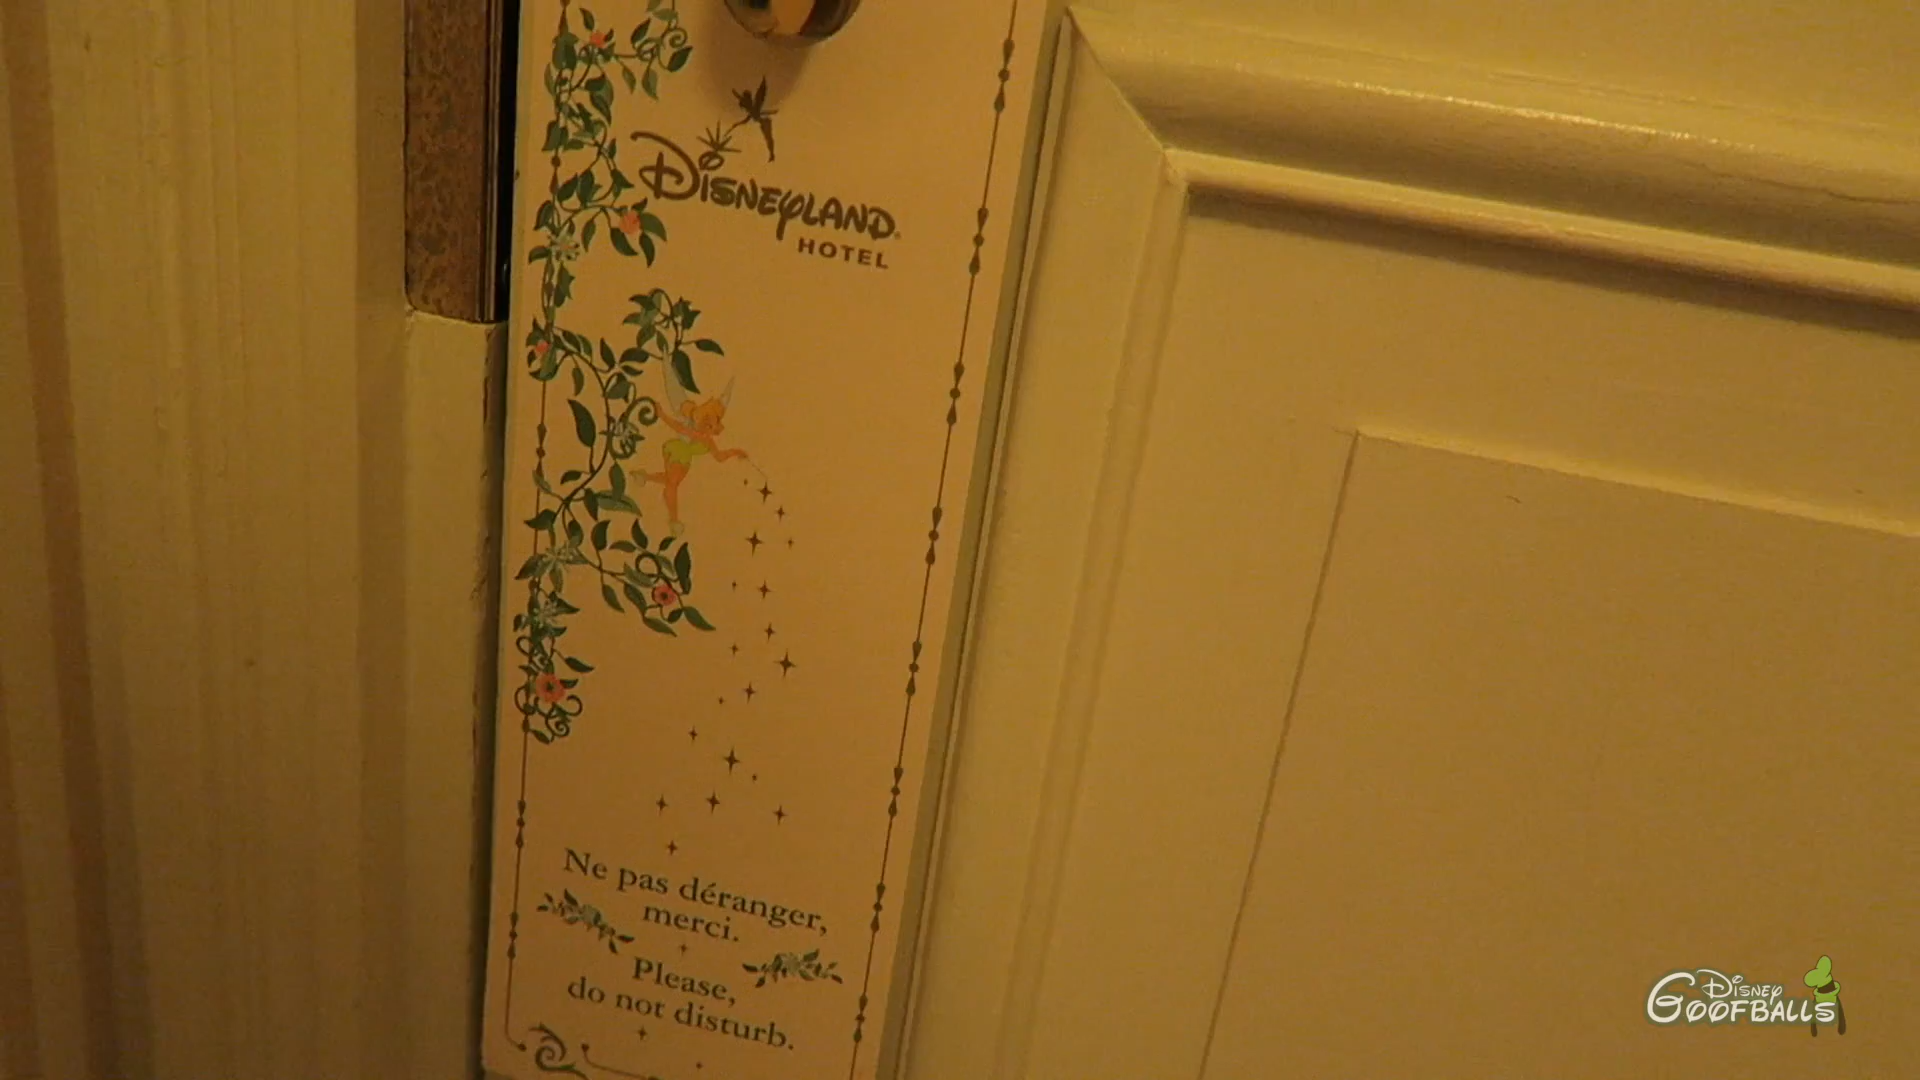 Disneyland
HOTEL
Ne pas déranger,
merci.
Please,
do not disturb.
Disney
GOOFBALLS